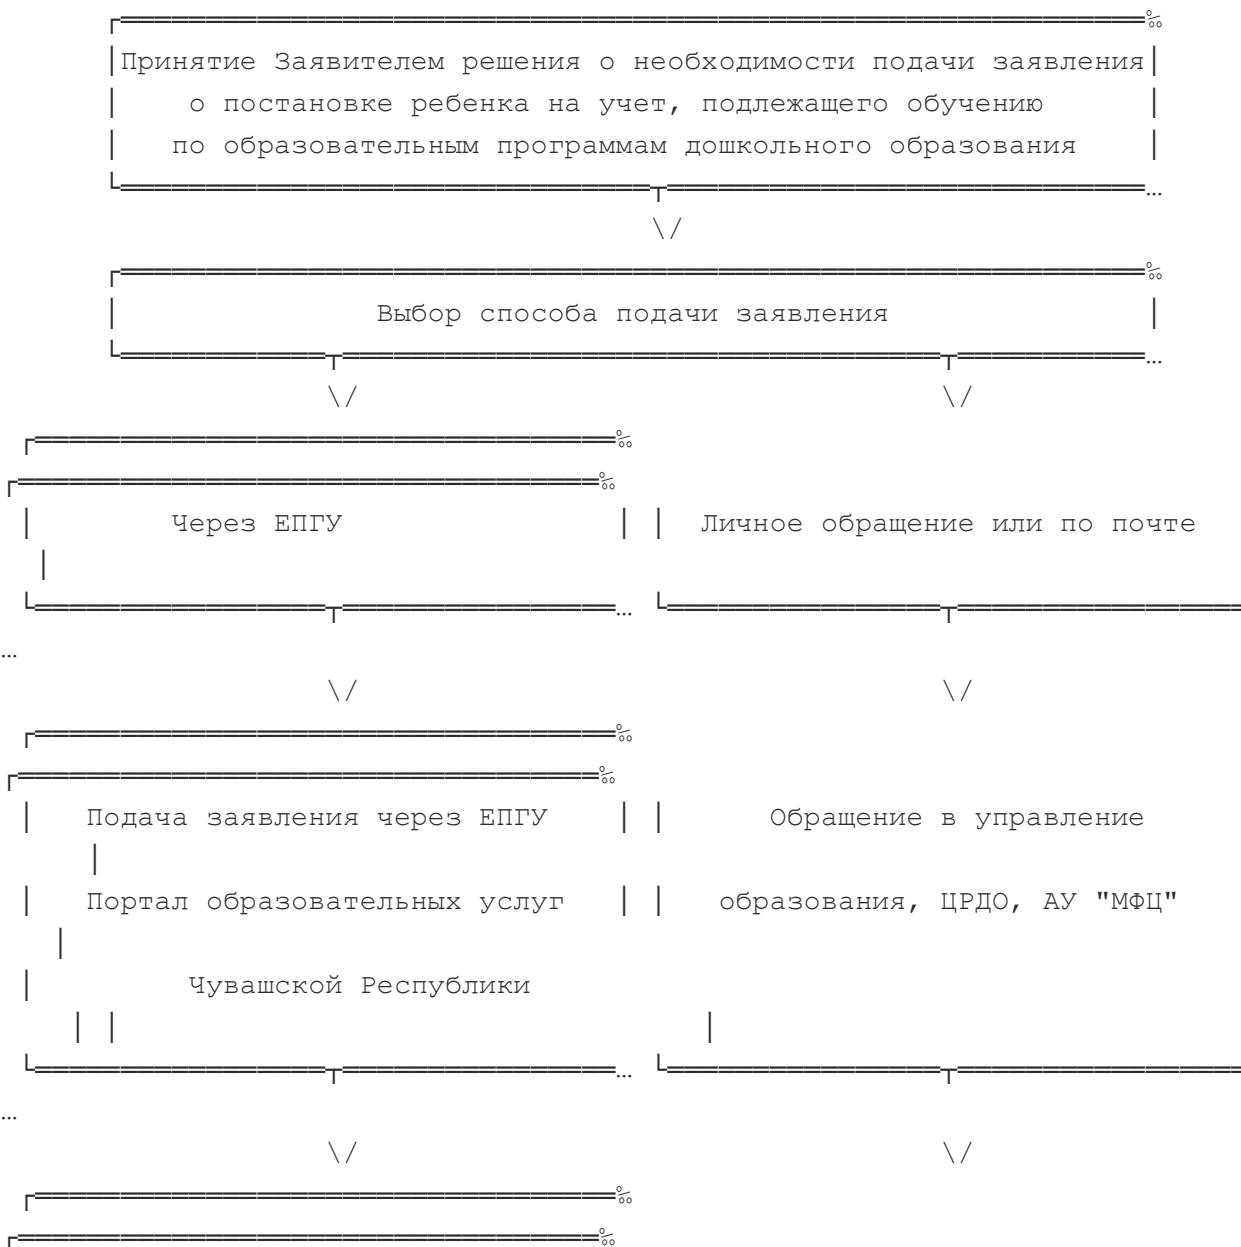 Принятие Заявителем решения о необходимости подачи заявления
о постановке ребенка на учет, подлежащего обучению
по образовательным программам дошкольного образования
Выбор способа подачи заявления
Через ЕПГУ Личное обращение или по почте
Подача заявления через ЕПГУ Обращение в управление
Портал образовательных услуг образования, ЦРДО, АУ "МФЦ"
Чувашской Республики